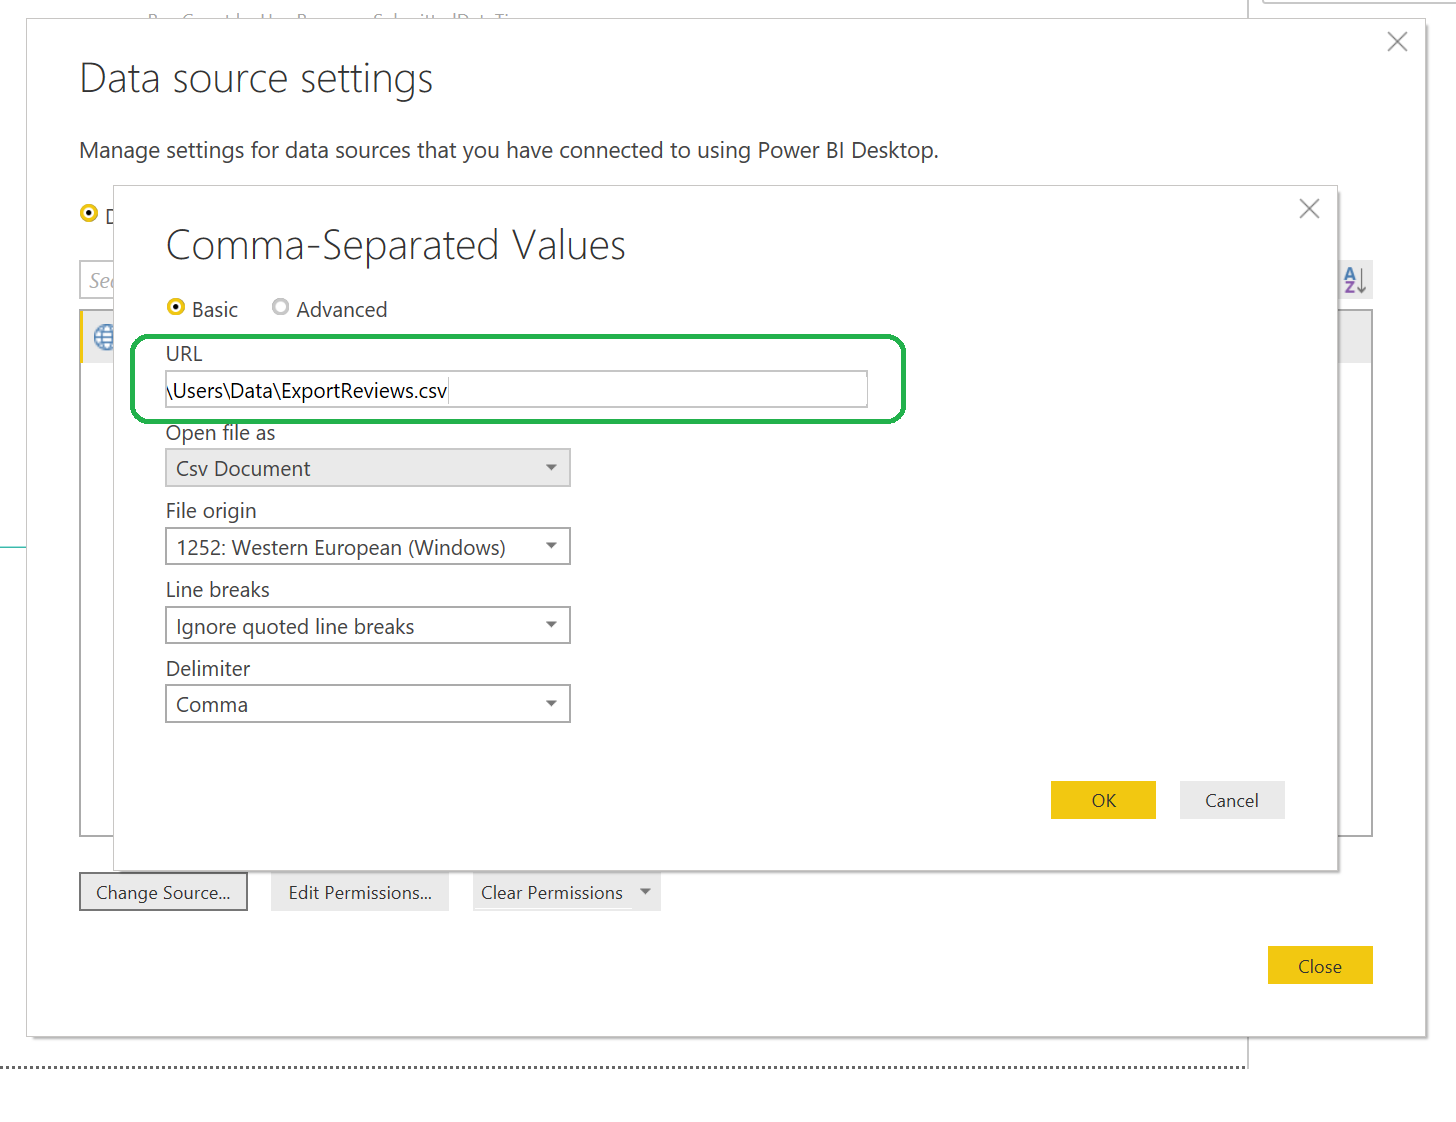 Data source settings
Manage settings for data sources that you have connected to using Power BI Desktop.
Comma-Separated Values
Basic Advanced
URL
\Users\Data\ExportReviews.csv
Open file as
Csv Document
File origin
1252: Western European (Windows)
Line breaks
Ignore quoted line breaks
Delimiter
Comma
OK Cancel
Change Source... Edit Permissions... Clear Permissions
Close